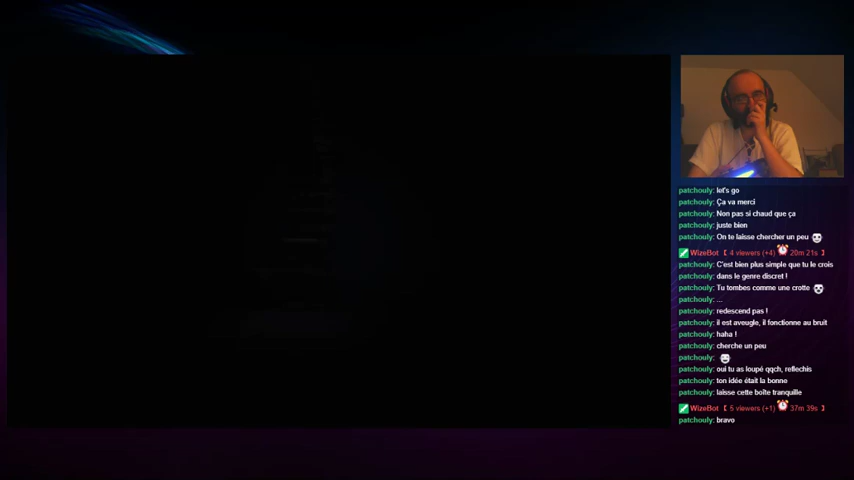 patchouly: let's go
patchouly: Ça va merci
patchouly: Non pas si chaud que ça
patchouly: juste bien
patchouly: On te laisse chercher un peu
WizeBot 【 4 viewers (+4) 20m 21s 】
patchouly: C'est bien plus simple que tu le crois
patchouly: dans le genre discret !
patchouly: Tu tombes comme une crotte
patchouly: ...
patchouly: redescend pas !
patchouly: il est aveugle, il fonctionne au bruit
patchouly: haha !
patchouly: cherche un peu
patchouly:
patchouly: oui tu as loupé qqch, reflechis
patchouly: ton idée était la bonne
patchouly: laisse cette boîte tranquille
WizeBot 【 5 viewers (+1) 37m 39s 】
patchouly: bravo